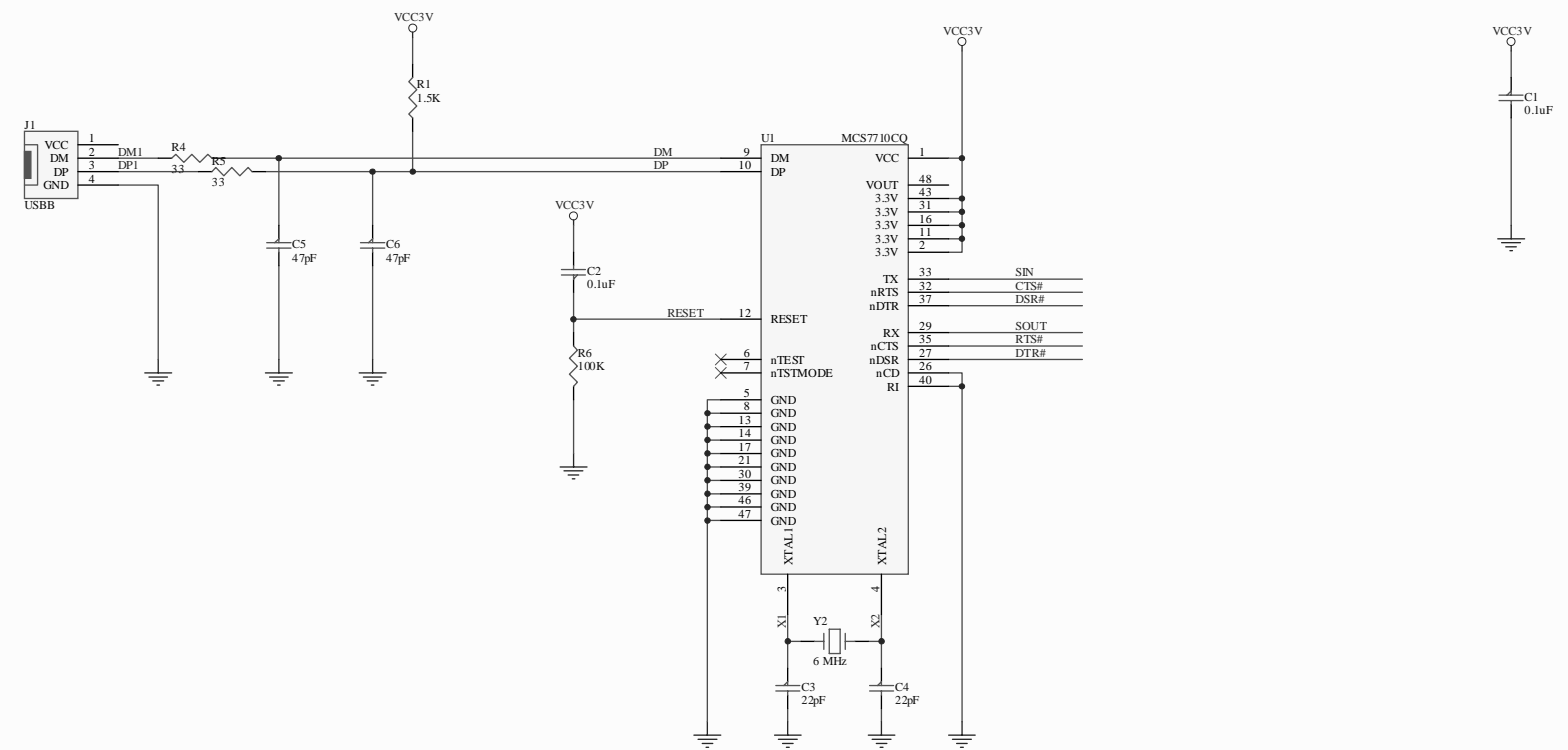 VCC3V
VCC3V
VCC3V
R1
1.5K
C1
0.1uF
J1
VCC 1
DM 2 DM1
DP 3 DP1
GND 4
USBB
R4
33
R5
33
DM
DP
U1 MCS7710CQ
9 DM
10 DP
VCC 1
VOUT 48
3.3V 43
3.3V 31
3.3V 16
3.3V 11
3.3V 2
VCC3V
C5
47pF
C6
47pF
C2
0.1uF
TX 33 SIN
nRTS 32 CTS#
nDTR 37 DSR#
RESET 12 RESET
RX 29 SOUT
nCTS 35 RTS#
nDSR 27 DTR#
nCD 26
RI 40
R6
100K
6 nTEST
7 nTSTMODE
5 GND
8 GND
13 GND
14 GND
17 GND
21 GND
30 GND
39 GND
46 GND
47 GND
XTAL1
XTAL2
3
4
X1
X2
Y2
6 MHz
C3
22pF
C4
22pF